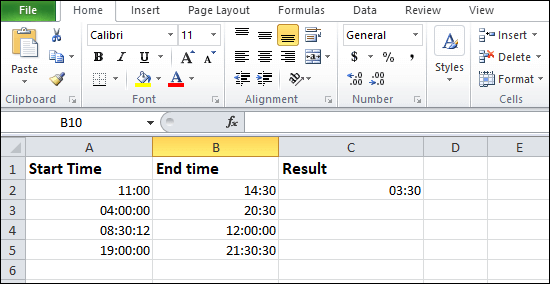 File Home Insert Page Layout Formulas Data Review
Calibri 11 General Insert
Paste B I U A A A Styles Delete
$ % , Format
.0 .00 .00 .0
Clipboard Font Alignment Number Cells
B10 fx
A B C D E
1 Start Time End time Result
2 11:00 14:30 03:30
3 04:00:00 20:30
4 08:30:12 12:00:00
5 19:00:00 21:30:30
6